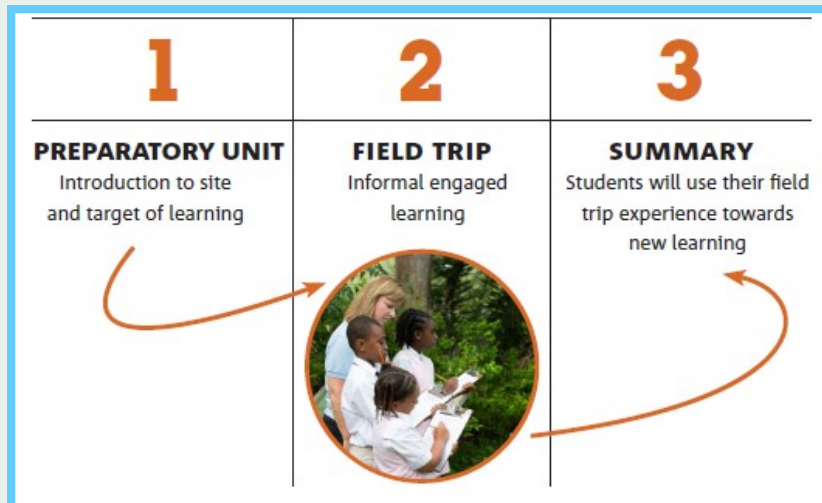 1
PREPARATORY UNIT
Introduction to site
and target of learning
2
FIELD TRIP
Informal engaged
learning
3
SUMMARY
Students will use their field
trip experience towards
new learning